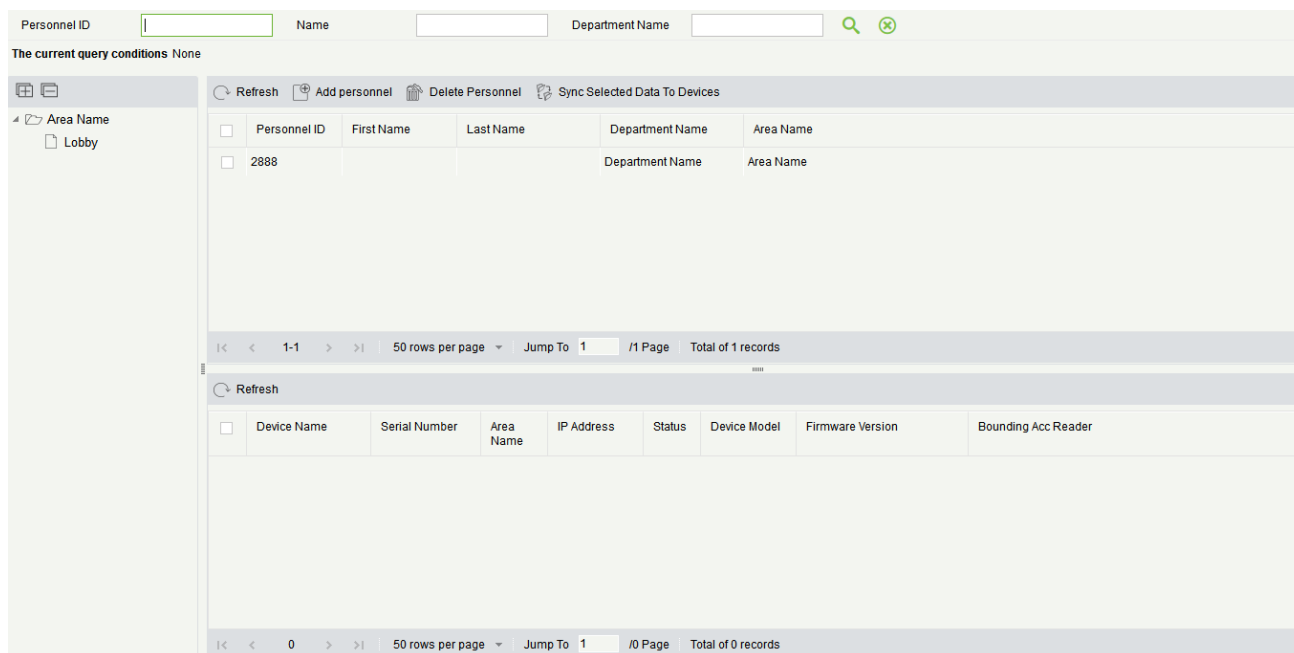 Personnel ID Name Department Name
The current query conditions None
Refresh Add personnel Delete Personnel Sync Selected Data To Devices
Area Name
Lobby
Personnel ID First Name Last Name Department Name Area Name
2888 Department Name Area Name
1-1 50 rows per page Jump To 1 /1 Page Total of 1 records
Refresh
Device Name Serial Number Area Name IP Address Status Device Model Firmware Version Bounding Acc Reader
0 50 rows per page Jump To 1 /0 Page Total of 0 records